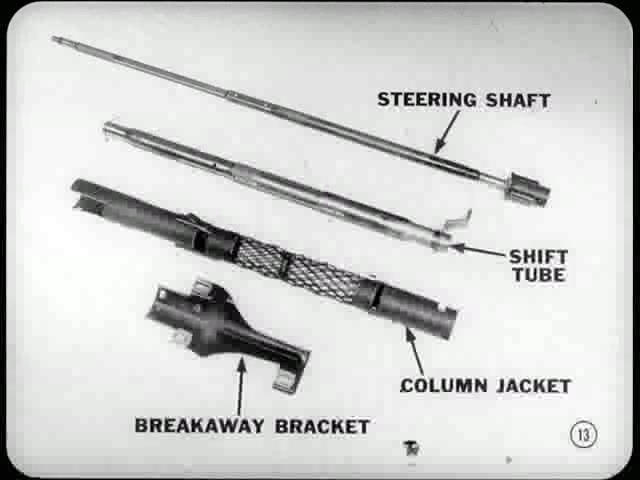 STEERING SHAFT
SHIFT
TUBE
COLUMN JACKET
BREAKAWAY BRACKET
13